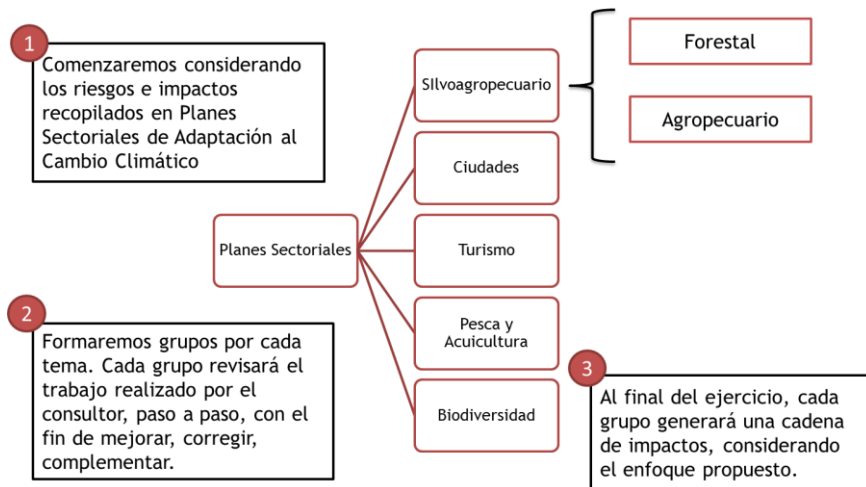 1
Comenzaremos considerando
los riesgos e impactos
recopilados en Planes
Sectoriales de Adaptación al
Cambio Climático
SIlvoagropecuario
Forestal
Agropecuario
Ciudades
Planes Sectoriales
Turismo
2
Formaremos grupos por cada
tema. Cada grupo revisará el
trabajo realizado por el
consultor, paso a paso, con el
fin de mejorar, corregir,
complementar.
Pesca y
Acuicultura
Biodiversidad
3
Al final del ejercicio, cada
grupo generará una cadena
de impactos, considerando
el enfoque propuesto.